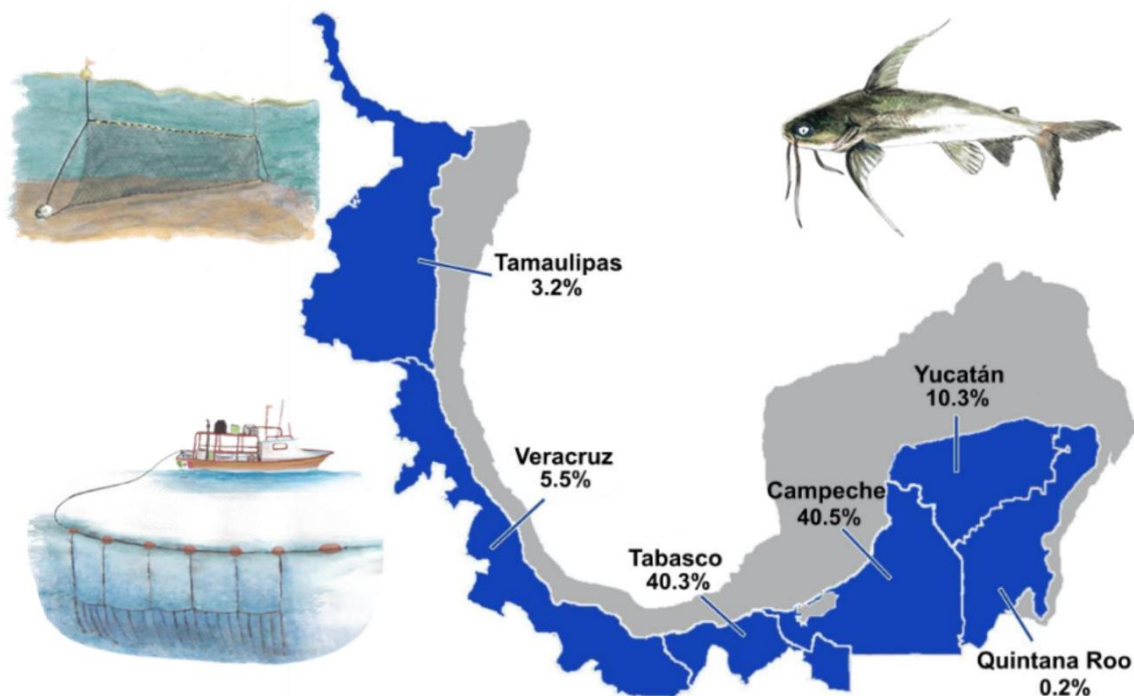 Tamaulipas
3.2%
Yucatán
10.3%
Veracruz
5.5%
Campeche
40.5%
Tabasco
40.3%
Quintana Roo
0.2%